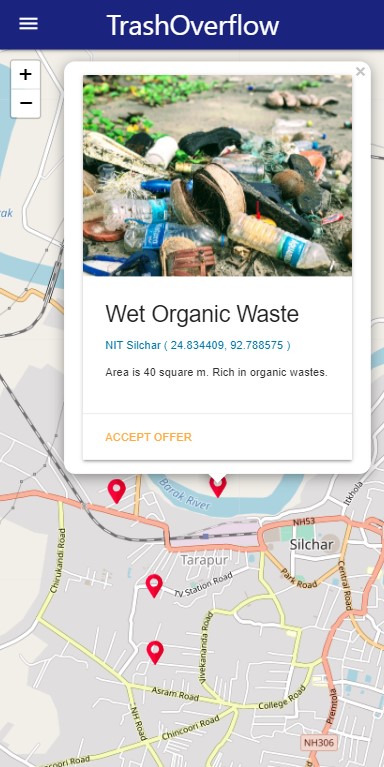 TrashOverflow
+
×
−
Wet Organic Waste
NIT Silchar ( 24.834409, 92.788575 )
Area is 40 square m. Rich in organic wastes.
ACCEPT OFFER
Barak River
Itkhola
NH53
Silchar
Tarapur
Chirukandi Road
TV Station Road
Park Road
Central Road
Vivekananda Road
Asram Road
College Road
Premtola
NH Road
Chincoori Road
NH306
Chincoori Road